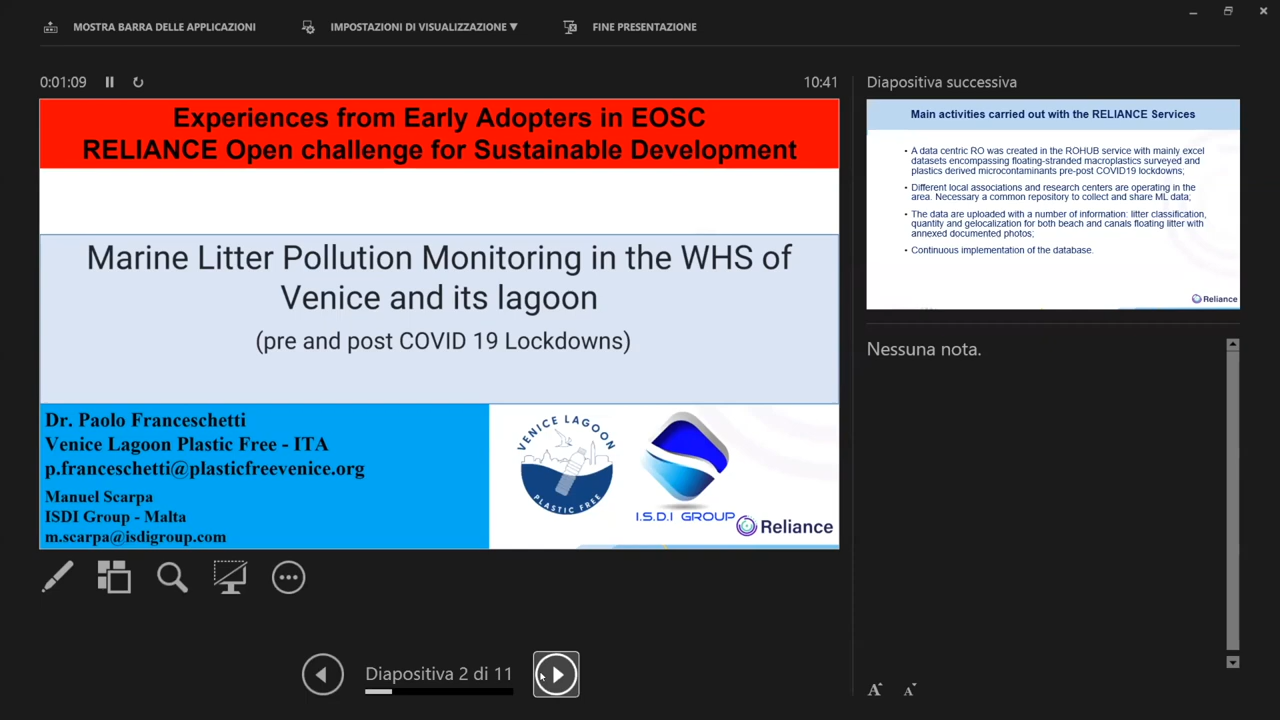 MOSTRA BARRA DELLE APPLICAZIONI
IMPOSTAZIONI DI VISUALIZZAZIONE ▼
FINE PRESENTAZIONE
0:01:09
10:41
Experiences from Early Adopters in EOSC
RELIANCE Open challenge for Sustainable Development
Marine Litter Pollution Monitoring in the WHS of
Venice and its lagoon
(pre and post COVID 19 Lockdowns)
Dr. Paolo Franceschetti
Venice Lagoon Plastic Free - ITA
p.franceschetti@plasticfreevenice.org
Manuel Scarpa
ISDI Group - Malta
m.scarpa@isdigroup.com
VENICE LAGOON
PLASTIC FREE
I.S.D.I GROUP
Reliance
Diapositiva 2 di 11
Diapositiva successiva
Main activities carried out with the RELIANCE Services
• A data centric RO was created in the ROHUB service with mainly excel
datasets encompassing floating-stranded macroplastics surveyed and
plastics derived microcontaminants pre-post COVID19 lockdowns;
• Different local associations and research centers are operating in the
area. Necessary a common repository to collect and share ML data;
• The data are uploaded with a number of information: litter classification,
quantity and gelocalization for both beach and canals floating litter with
annexed documented photos;
• Continuous implementation of the database.
Reliance
Nessuna nota.
A A